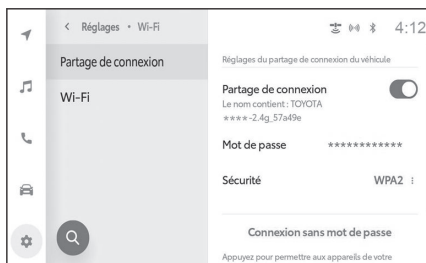 < Réglages • Wi-Fi
4:12
Partage de connexion
Wi-Fi
Réglages du partage de connexion du véhicule
Partage de connexion
Le nom contient : TOYOTA
****-2.4g_57a49e
Mot de passe ************
Sécurité WPA2
Connexion sans mot de passe
Appuyez pour permettre aux appareils de votre